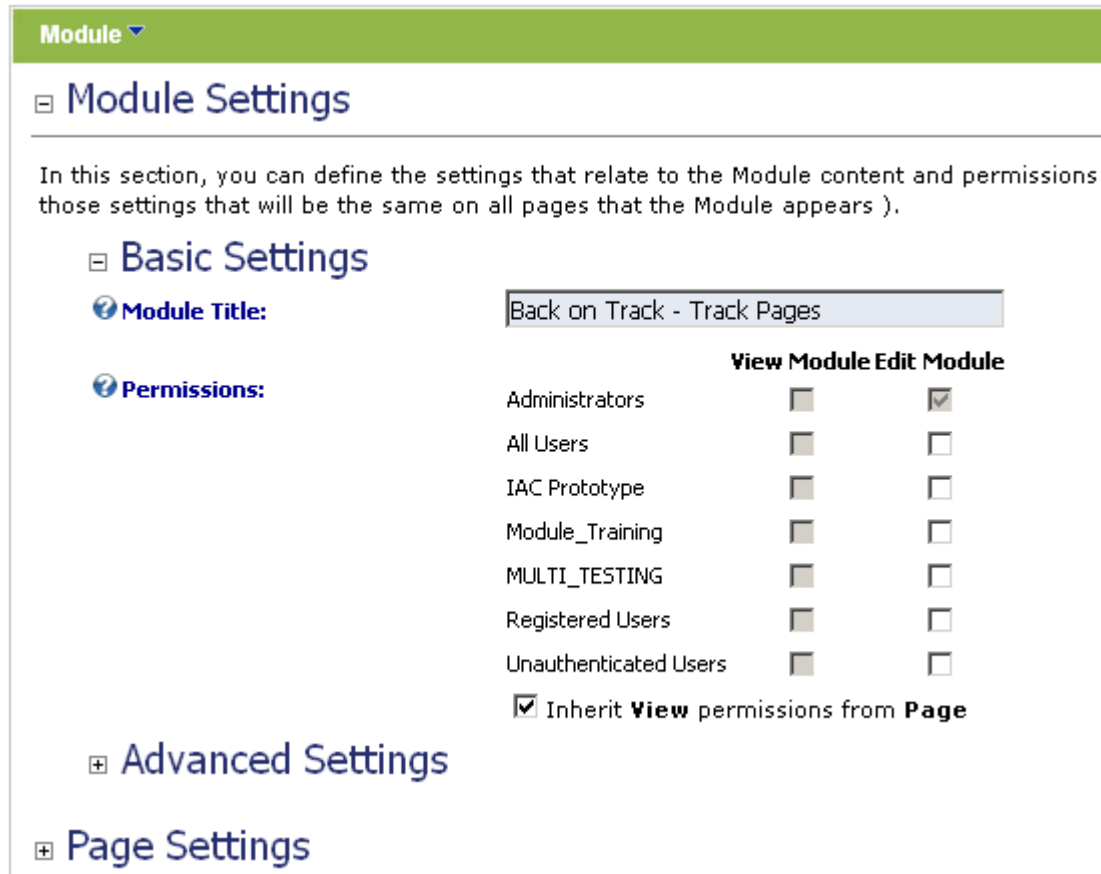 Module
Module Settings
In this section, you can define the settings that relate to the Module content and permissions
those settings that will be the same on all pages that the Module appears ).
Basic Settings
Module Title:
Back on Track - Track Pages
View Module Edit Module
Permissions:
Administrators
All Users
IAC Prototype
Module_Training
MULTI_TESTING
Registered Users
Unauthenticated Users
Inherit View permissions from Page
Advanced Settings
Page Settings